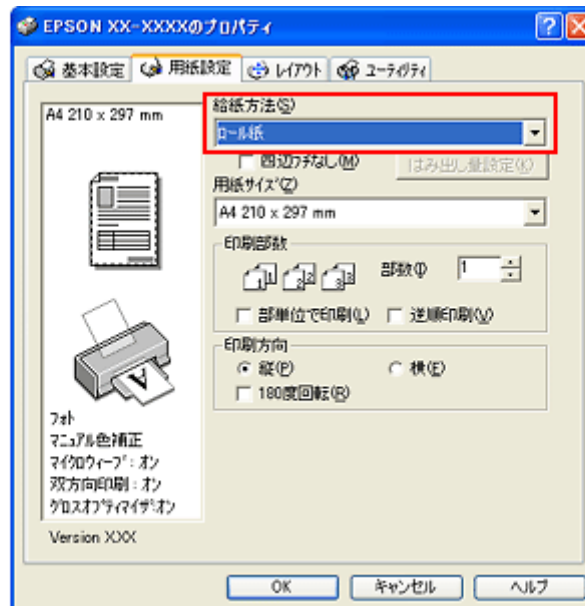 EPSON XX-XXXXのプロパティ
基本設定 用紙設定 レイアウト ユーティリティ
A4 210 x 297 mm
給紙方法(S)
ロール紙
四辺フチなし(M) はみ出し量設定(K)
用紙サイズ(Z)
A4 210 x 297 mm
印刷部数
1 1 2 2 3 3
部数(I) 1
部単位で印刷(L) 逆順印刷(V)
印刷方向
縦(P) 横(E)
180度回転(R)
A
フォト
マニュアル色補正
マイクロウィーブ:オン
双方向印刷:オン
グロスオプティマイザ:オン
Version XXX
OK キャンセル ヘルプ